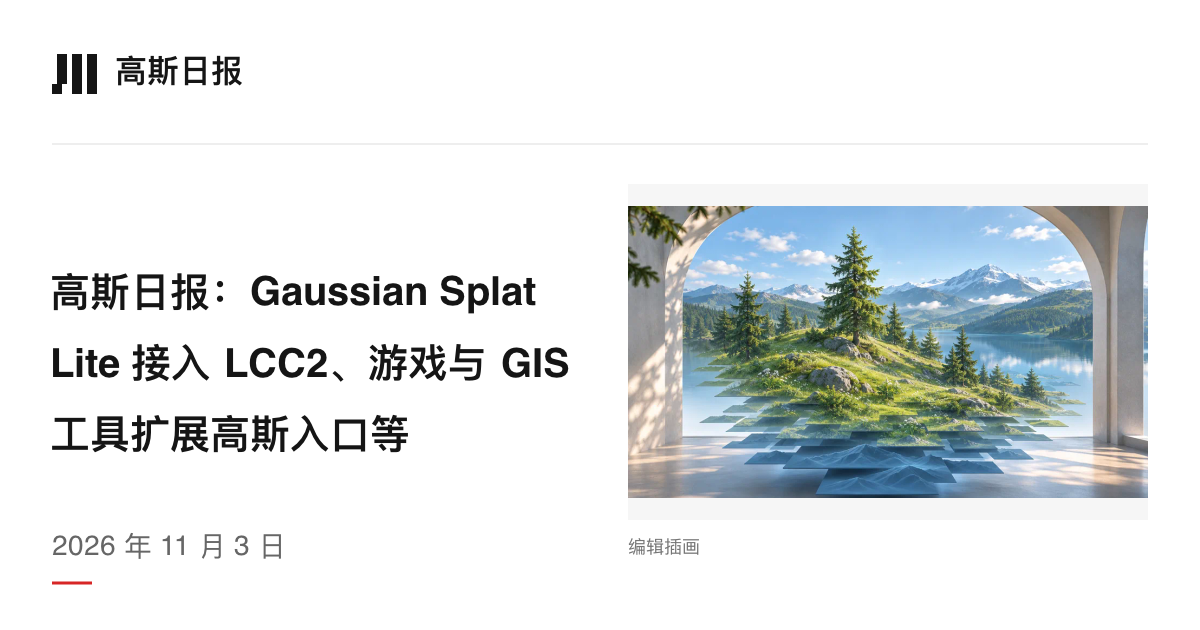 高斯日报
高斯日报：Gaussian Splat
Lite 接入 LCC2、游戏与 GIS
工具扩展高斯入口等
2026 年 11 月 3 日
编辑插画